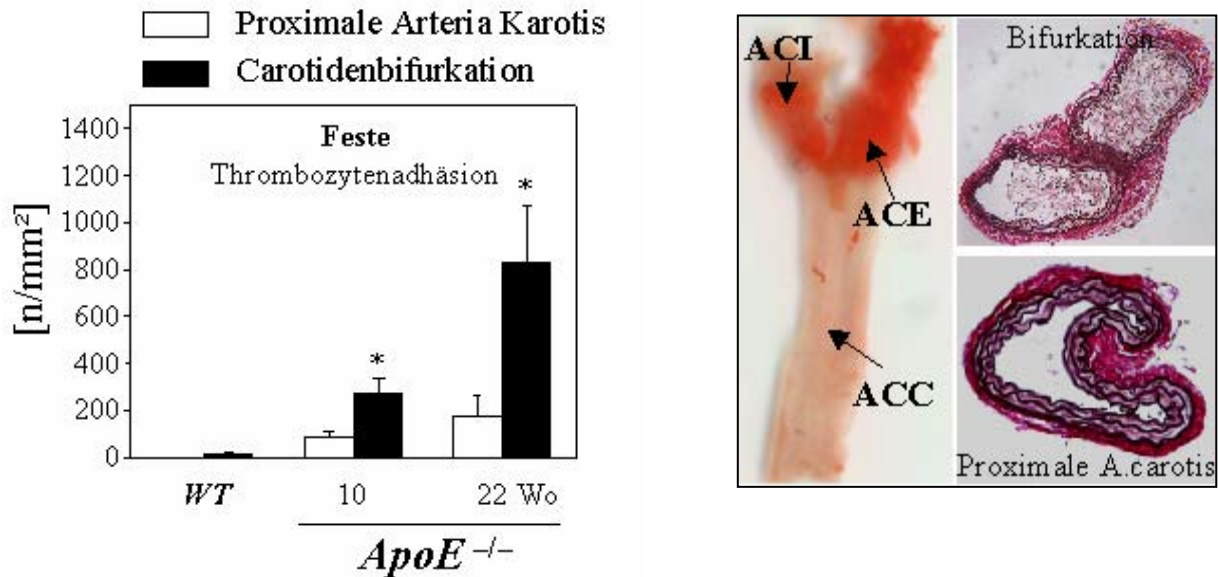 Proximale Arteria Karotis
Carotidenbifurkation
Feste
Thrombozytenadhäsion
[n/mm²]
1400
1200
1000
800
600
400
200
0
*
*
WT
10
22 Wo
ApoE –/–
ACI
ACE
ACC
Bifurkation
Proximale A.carotis